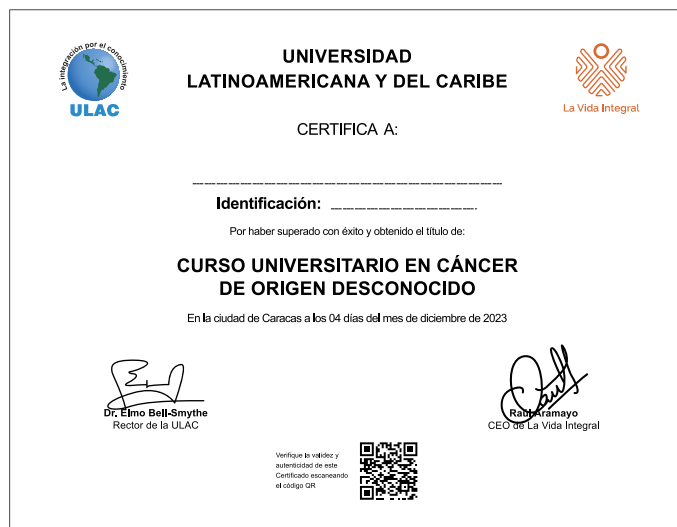 La integración por el conocimiento
ULAC
UNIVERSIDAD
LATINOAMERICANA Y DEL CARIBE
La Vida Integral
CERTIFICA A:
Identificación:
Por haber superado con éxito y obtenido el título de:
CURSO UNIVERSITARIO EN CÁNCER
DE ORIGEN DESCONOCIDO
En la ciudad de Caracas a los 04 días del mes de diciembre de 2023
Dr. Elmo Bell-Smythe
Rector de la ULAC
Raúl Aramayo
CEO de La Vida Integral
Verifique la validez y
autenticidad de este
Certificado escaneando
el código QR